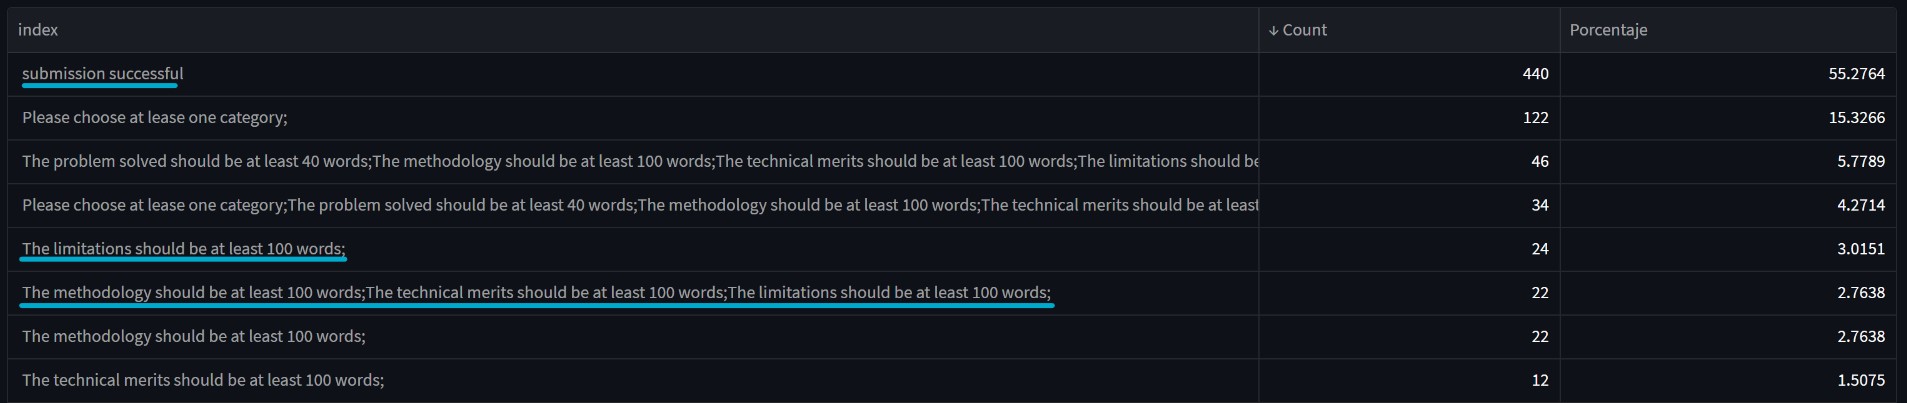 index ↓ Count Porcentaje
submission successful 440 55.2764
Please choose at lease one category; 122 15.3266
The problem solved should be at least 40 words;The methodology should be at least 100 words;The technical merits should be at least 100 words;The limitations should be 46 5.7789
Please choose at lease one category;The problem solved should be at least 40 words;The methodology should be at least 100 words;The technical merits should be at least 34 4.2714
The limitations should be at least 100 words; 24 3.0151
The methodology should be at least 100 words;The technical merits should be at least 100 words;The limitations should be at least 100 words; 22 2.7638
The methodology should be at least 100 words; 22 2.7638
The technical merits should be at least 100 words; 12 1.5075